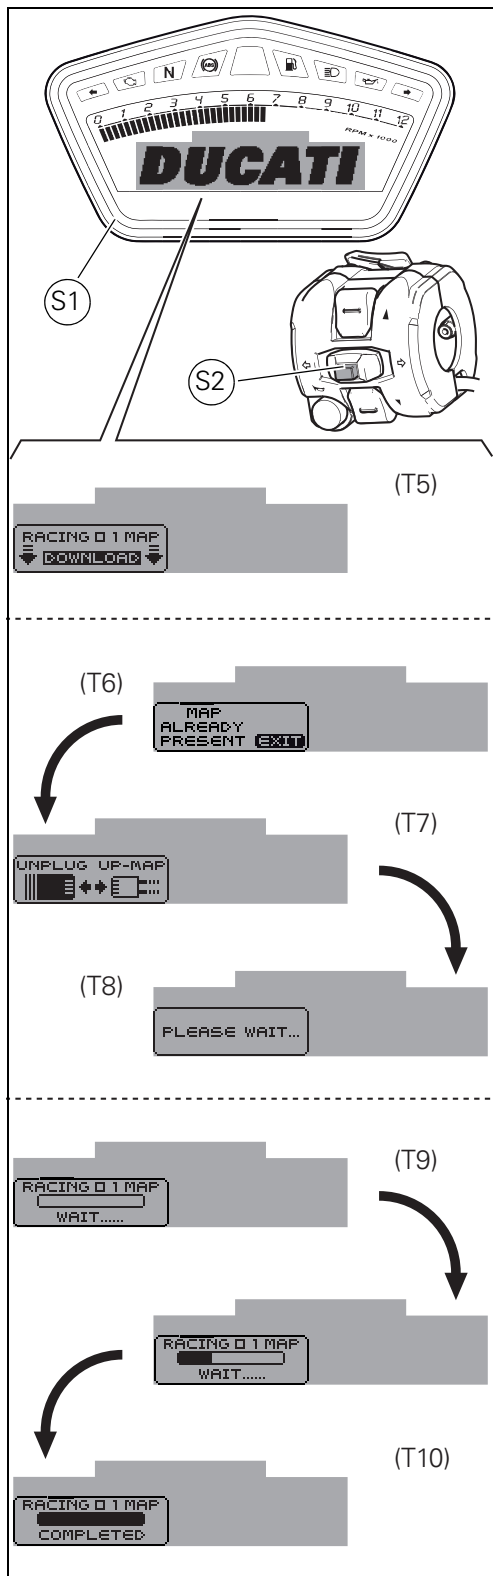 N
ABS
0 1 2 3 4 5 6 7 8 9 10 11 12
RPM x 1000
DUCATI
S1
S2
(T5)
RACING 1 MAP
DOWNLOAD
(T6)
MAP
ALREADY
PRESENT EXIT
(T7)
UNPLUG UP-MAP
(T8)
PLEASE WAIT...
(T9)
RACING 1 MAP
WAIT......
RACING 1 MAP
WAIT......
(T10)
RACING 1 MAP
COMPLETED